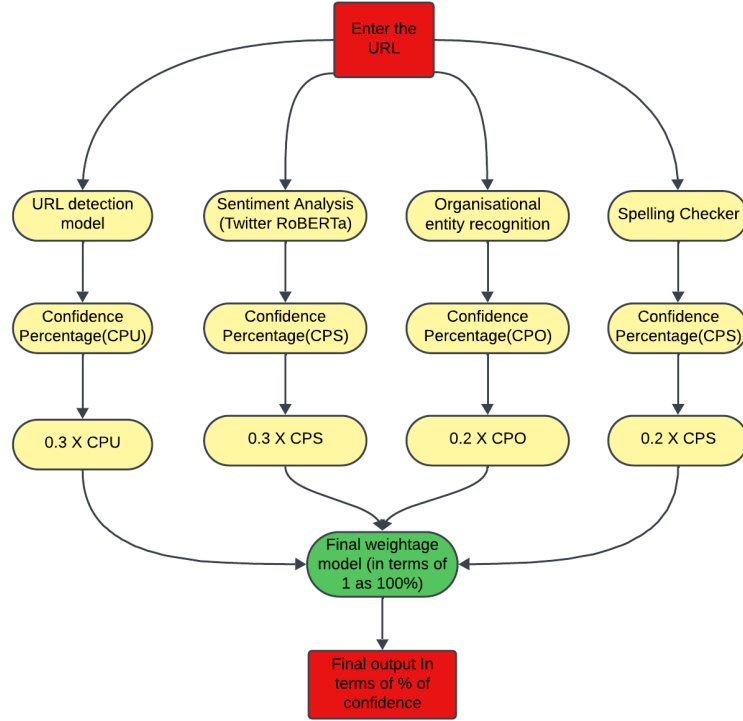 Enter the
URL
URL detection
model
Sentiment Analysis
(Twitter RoBERTa)
Organisational
entity recognition
Spelling Checker
Confidence
Percentage(CPU)
Confidence
Percentage(CPS)
Confidence
Percentage(CPO)
Confidence
Percentage(CPS)
0.3 X CPU
0.3 X CPS
0.2 X CPO
0.2 X CPS
Final weightage
model (in terms of
1 as 100%)
Final output In
terms of % of
confidence